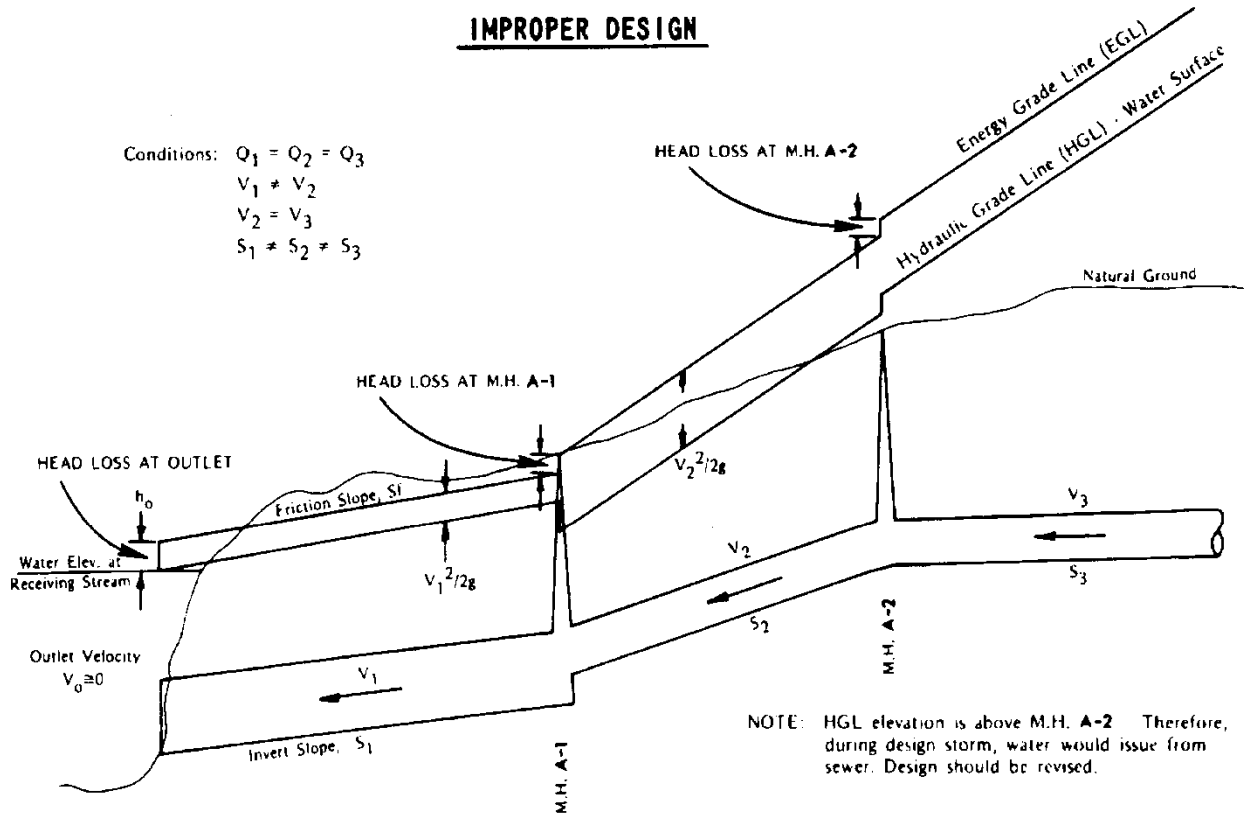 IMPROPER DESIGN
Conditions: Q1 = Q2 = Q3
V1 ≠ V2
V2 = V3
S1 ≠ S2 ≠ S3
HEAD LOSS AT M.H. A-2
Energy Grade Line (EGL)
Hydraulic Grade Line (HGL) - Water Surface
Natural Ground
HEAD LOSS AT M.H. A-1
HEAD LOSS AT OUTLET
ho
Friction Slope, Sf
V2²/2g
Water Elev. at
Receiving Stream
V1²/2g
V3
V2
S3
S2
M.H. A-2
Outlet Velocity
Vo≅0
V1
Invert Slope, S1
M.H. A-1
NOTE: HGL elevation is above M.H. A-2 Therefore,
during design storm, water would issue from
sewer. Design should be revised.